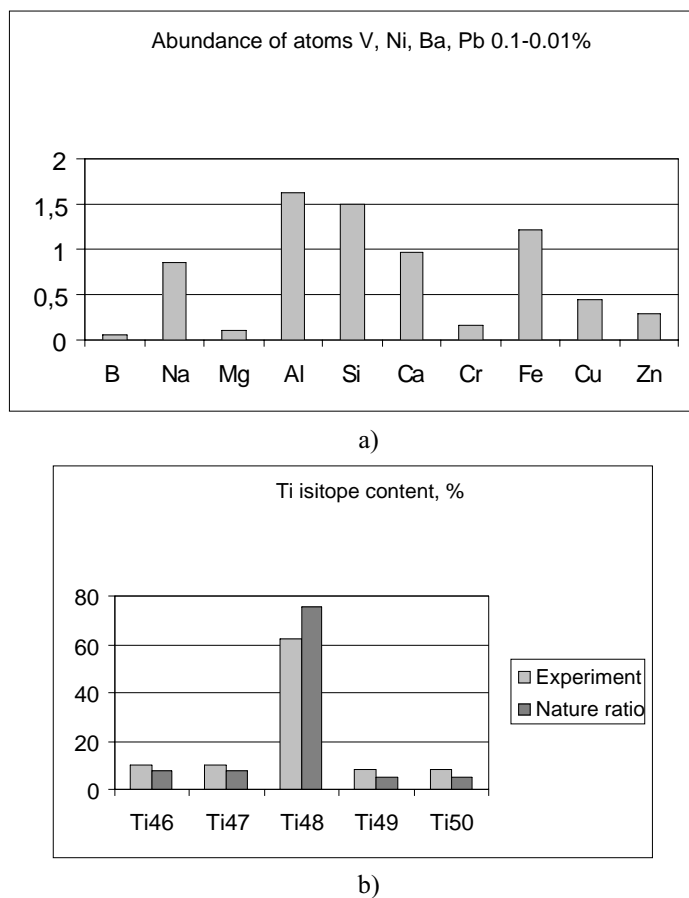 Abundance of atoms V, Ni, Ba, Pb 0.1-0.01%
2
1,5
1
0,5
0
B Na Mg Al Si Ca Cr Fe Cu Zn
a)
Ti isitope content, %
80
60
40
20
0
Ti46 Ti47 Ti48 Ti49 Ti50
Experiment
Nature ratio
b)